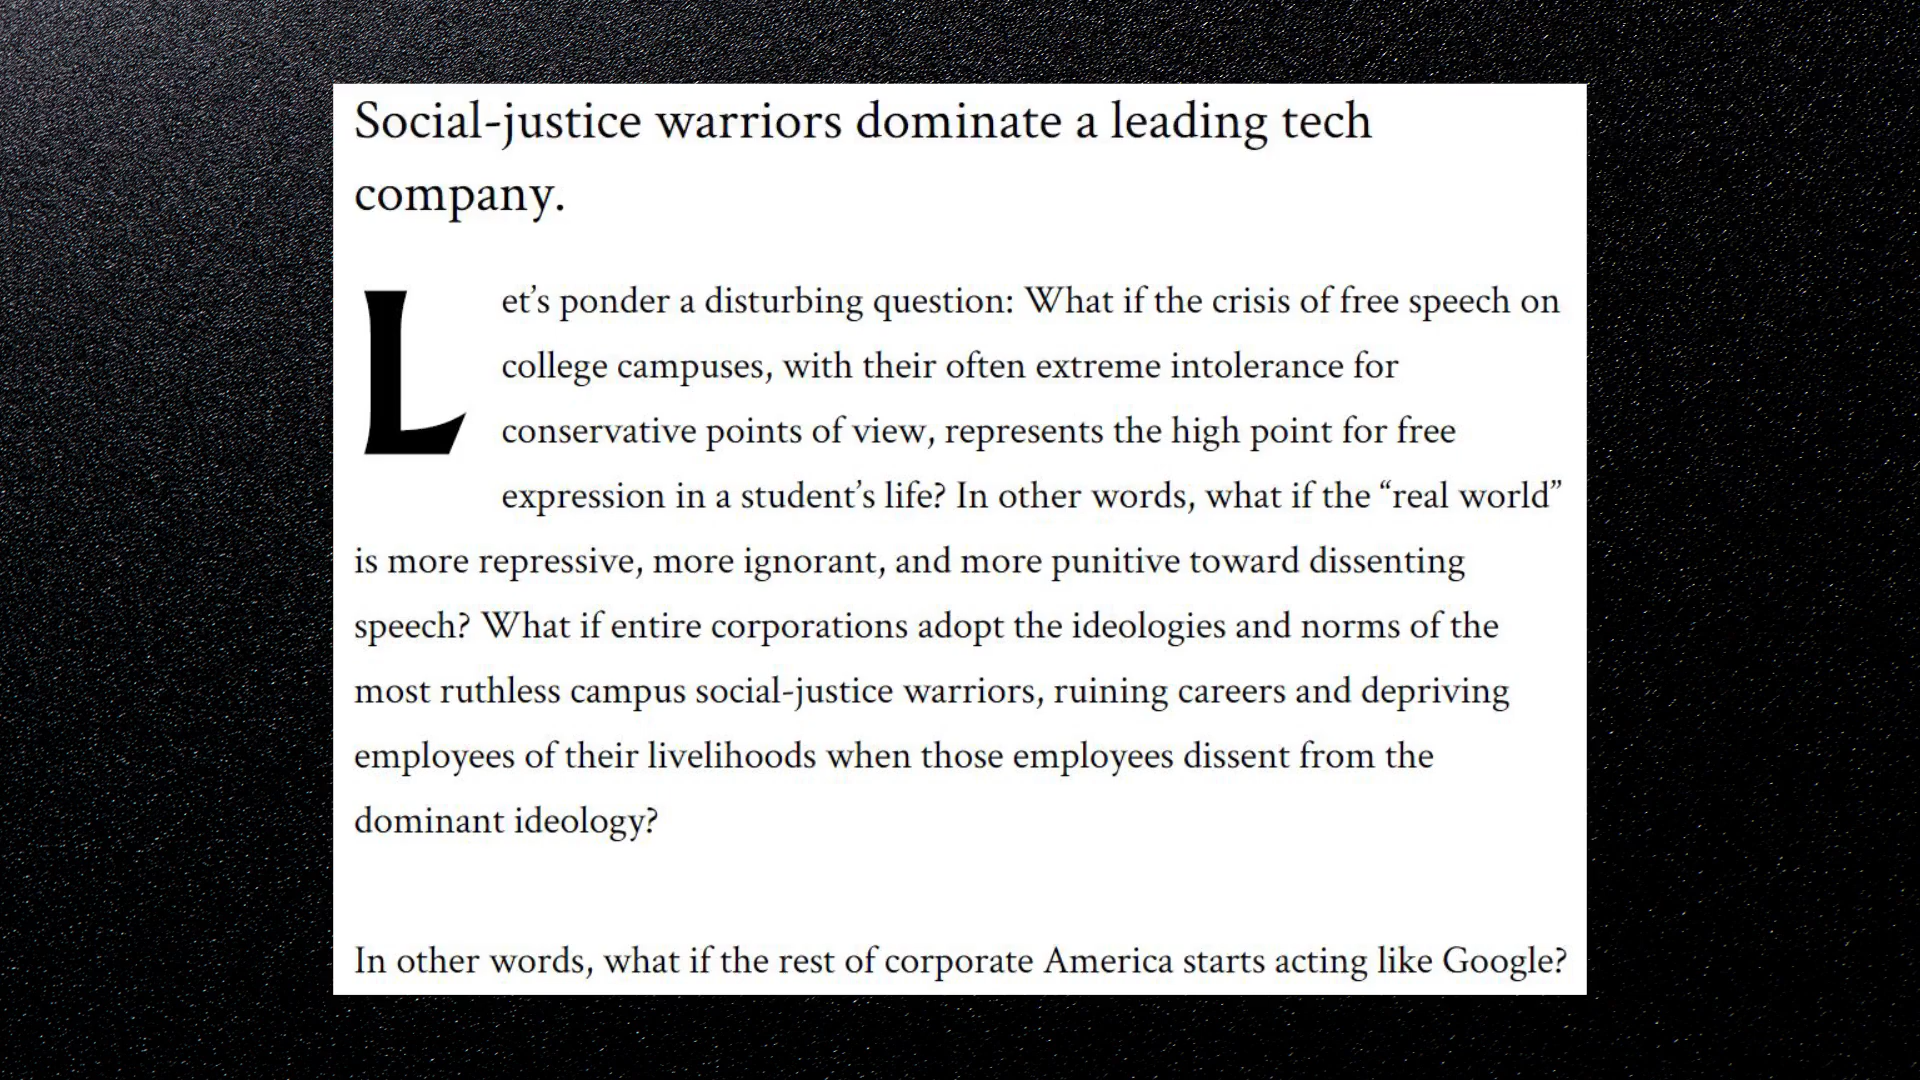 Social-justice warriors dominate a leading tech
company.
Let’s ponder a disturbing question: What if the crisis of free speech on
college campuses, with their often extreme intolerance for
conservative points of view, represents the high point for free
expression in a student’s life? In other words, what if the “real world”
is more repressive, more ignorant, and more punitive toward dissenting
speech? What if entire corporations adopt the ideologies and norms of the
most ruthless campus social-justice warriors, ruining careers and depriving
employees of their livelihoods when those employees dissent from the
dominant ideology?
In other words, what if the rest of corporate America starts acting like Google?